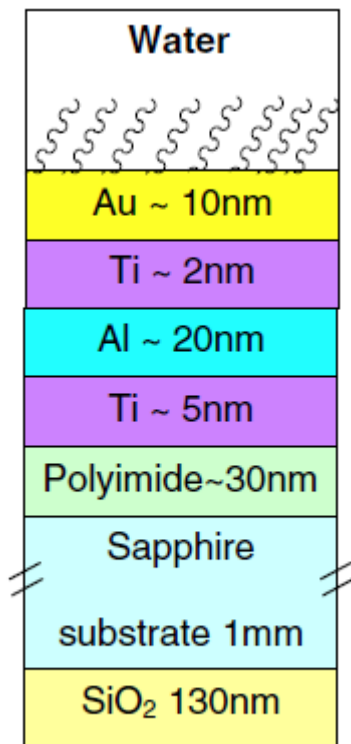 Water
Au ~ 10nm
Ti ~ 2nm
Al ~ 20nm
Ti ~ 5nm
Polyimide~30nm
Sapphire
substrate 1mm
SiO₂ 130nm